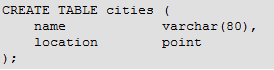 CREATE TABLE cities (
    name            varchar(80),
    location        point
);